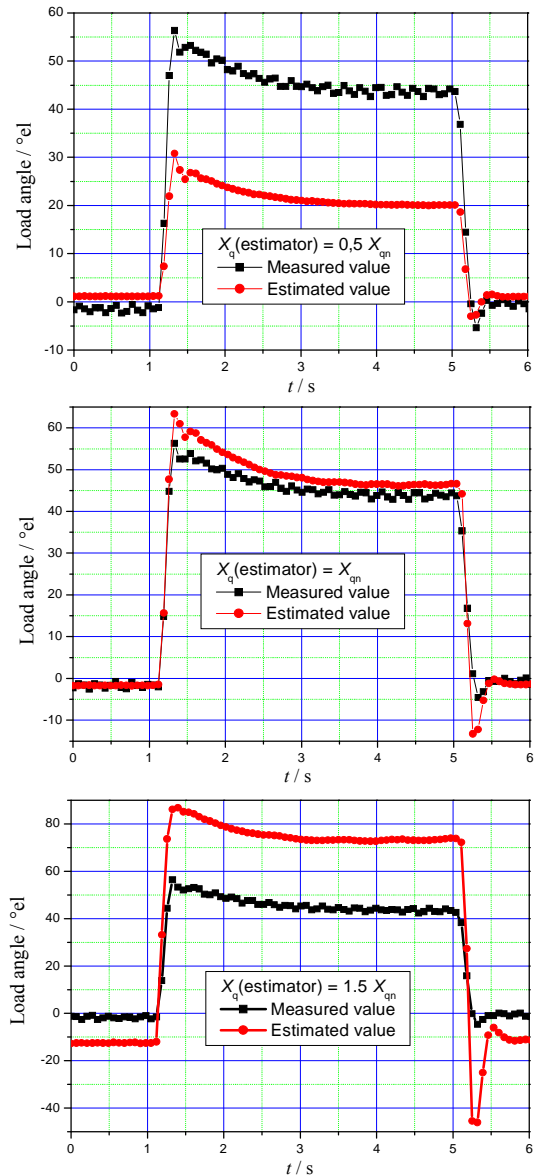 60
50
40
30
20
10
0
-10
Load angle / °el
X_q(estimator) = 0,5 X_qn
Measured value
Estimated value
0 1 2 3 4 5 6
t / s
60
50
40
30
20
10
0
-10
Load angle / °el
X_q(estimator) = X_qn
Measured value
Estimated value
0 1 2 3 4 5 6
t / s
80
60
40
20
0
-20
-40
Load angle / °el
X_q(estimator) = 1.5 X_qn
Measured value
Estimated value
0 1 2 3 4 5 6
t / s